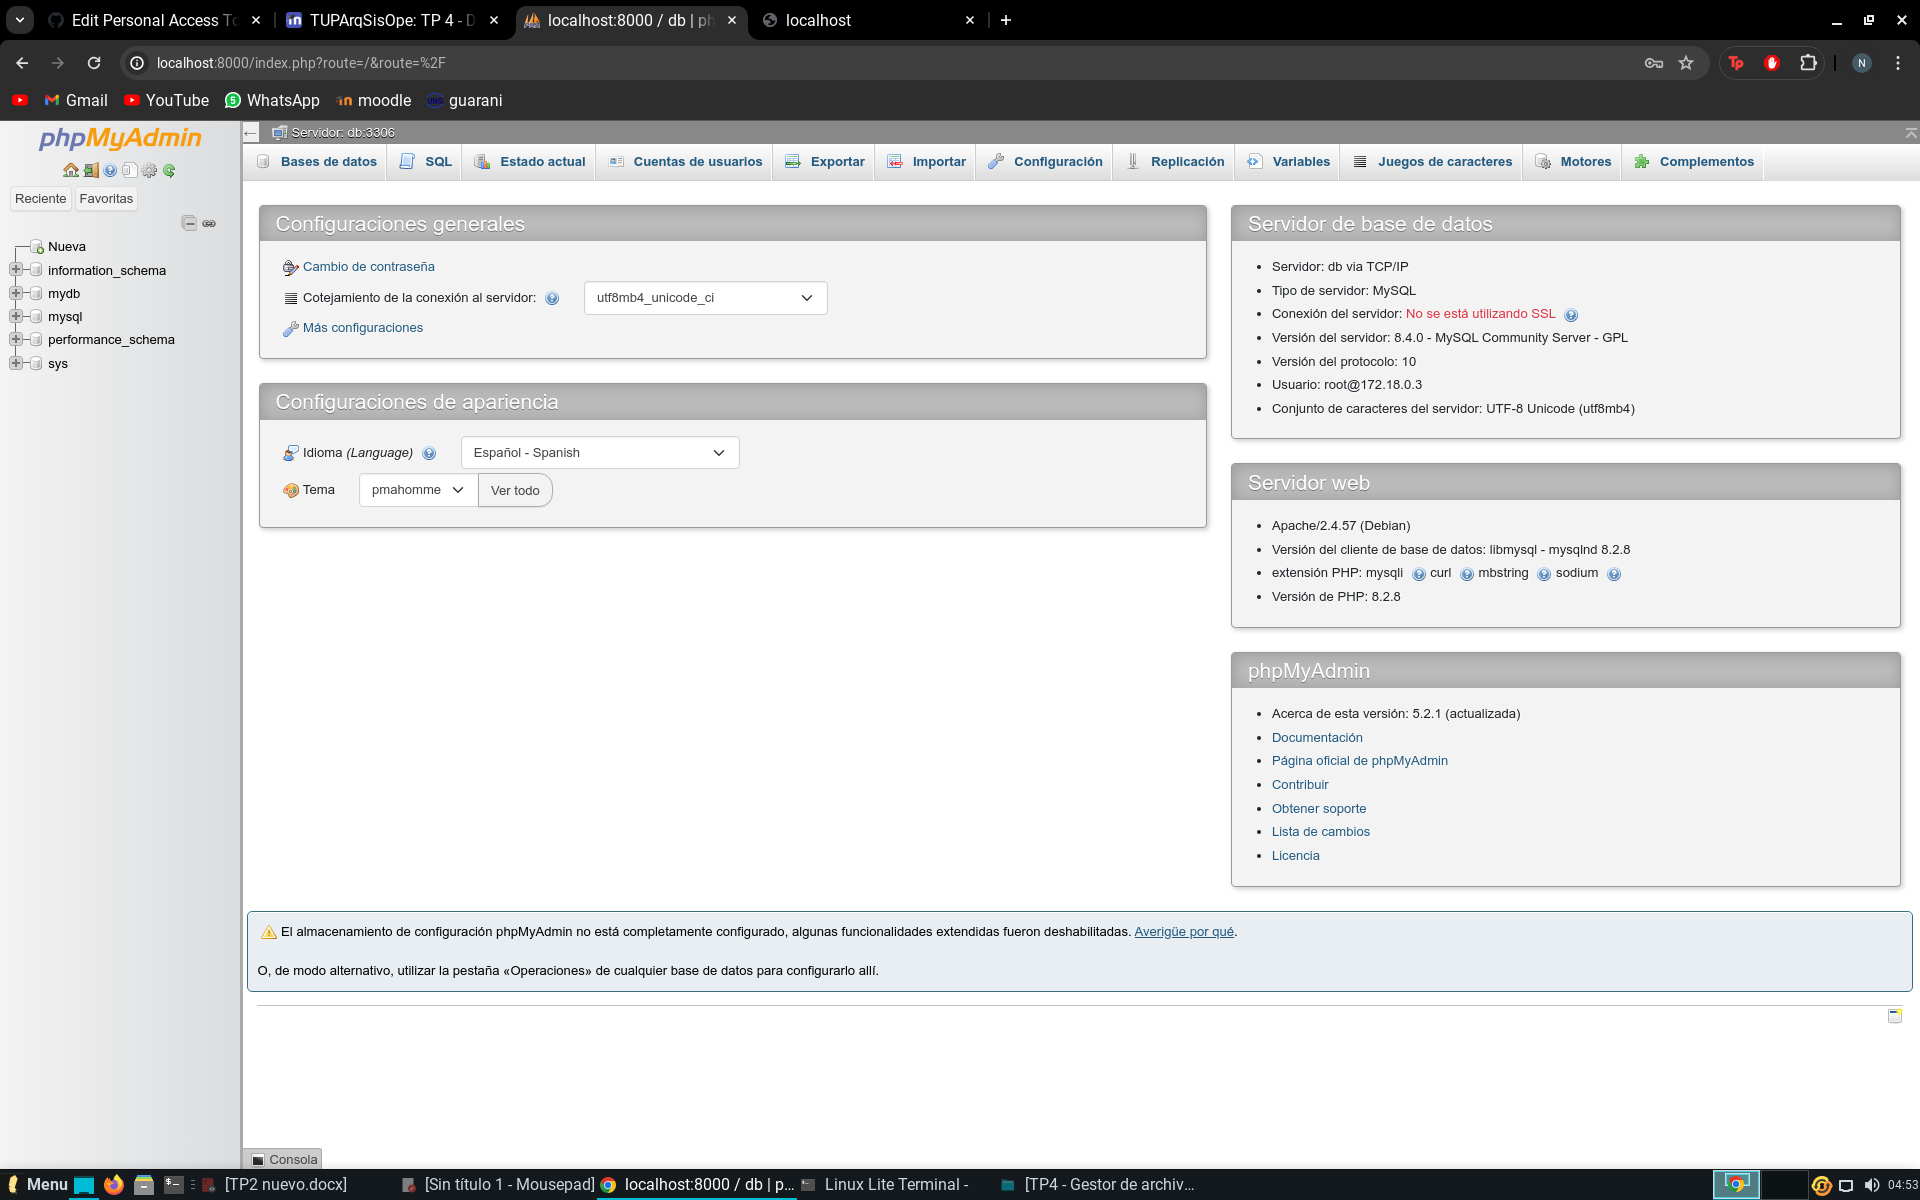 Edit Personal Access To
TUPArqSisOpe: TP 4 - D
localhost:8000 / db | ph
localhost
localhost:8000/index.php?route=/&route=%2F
N
Gmail
YouTube
WhatsApp
moodle
UNG guarani
phpMyAdmin
Reciente
Favoritas
Nueva
information_schema
mydb
mysql
performance_schema
sys
Servidor: db:3306
Bases de datos
SQL
Estado actual
Cuentas de usuarios
Exportar
Importar
Configuración
Replicación
Variables
Juegos de caracteres
Motores
Complementos
Configuraciones generales
Cambio de contraseña
Cotejamiento de la conexión al servidor:
utf8mb4_unicode_ci
Más configuraciones
Configuraciones de apariencia
Idioma (Language)
Español - Spanish
Tema
pmahomme
Ver todo
Servidor de base de datos
Servidor: db via TCP/IP
Tipo de servidor: MySQL
Conexión del servidor: No se está utilizando SSL
Versión del servidor: 8.4.0 - MySQL Community Server - GPL
Versión del protocolo: 10
Usuario: root@172.18.0.3
Conjunto de caracteres del servidor: UTF-8 Unicode (utf8mb4)
Servidor web
Apache/2.4.57 (Debian)
Versión del cliente de base de datos: libmysql - mysqlnd 8.2.8
extensión PHP: mysqli curl mbstring sodium
Versión de PHP: 8.2.8
phpMyAdmin
Acerca de esta versión: 5.2.1 (actualizada)
Documentación
Página oficial de phpMyAdmin
Contribuir
Obtener soporte
Lista de cambios
Licencia
El almacenamiento de configuración phpMyAdmin no está completamente configurado, algunas funcionalidades extendidas fueron deshabilitadas. Averigüe por qué.
O, de modo alternativo, utilizar la pestaña «Operaciones» de cualquier base de datos para configurarlo allí.
Consola
Menu
[TP2 nuevo.docx]
[Sin título 1 - Mousepad]
localhost:8000 / db | p...
Linux Lite Terminal -
[TP4 - Gestor de archiv...
04:53